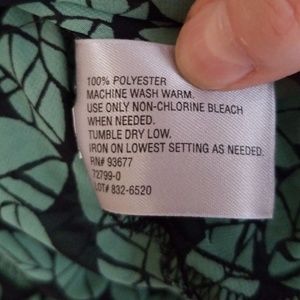 100% POLYESTER
MACHINE WASH WARM.
USE ONLY NON-CHLORINE BLEACH
WHEN NEEDED.
TUMBLE DRY LOW.
IRON ON LOWEST SETTING AS NEEDED.
RN# 93677
72799-0
LOT# 832-6520